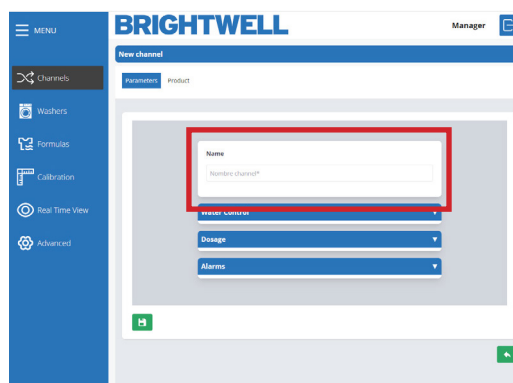 BRIGHTWELL
MENU
Manager
New channel
Channels
Parameters Product
Washers
Formulas
Calibration
Real Time View
Advanced
Name
Nombre channel*
Water Control
Dosage
Alarms